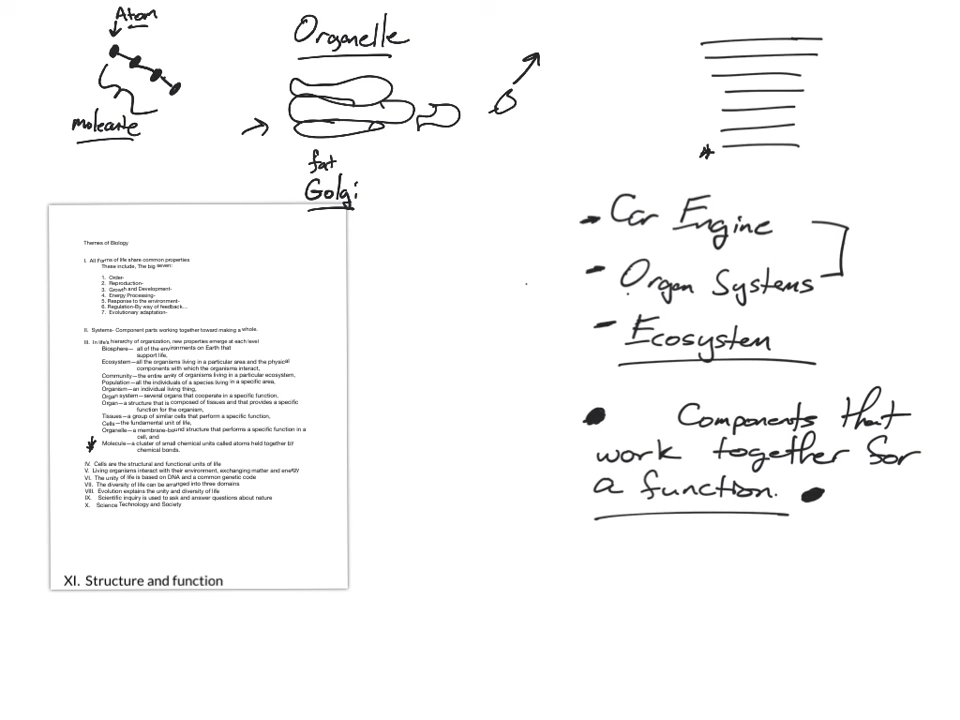 Atom
Molecule
Organelle
fat
Golgi
Themes of Biology
I. All Forms of life share common properties
These include, The big seven:
1. Order-
2. Reproduction-
3. Growth and Development-
4. Energy Processing-
5. Response to the environment-
6. Regulation-By way of feedback...
7. Evolutionary adaptation-
II. Systems- Component parts working together toward making a whole.
III. In life's hierarchy of organization, new properties emerge at each level
Biosphere— all of the environments on Earth that
support life,
Ecosystem—all the organisms living in a particular area and the physical
components with which the organisms interact,
Community—the entire array of organisms living in a particular ecosystem,
Population—all the individuals of a species living in a specific area,
Organism—an individual living thing,
Organ system—several organs that cooperate in a specific function,
Organ—a structure that is composed of tissues and that provides a specific
function for the organism,
Tissues—a group of similar cells that perform a specific function,
Cells—the fundamental unit of life,
Organelle—a membrane-bound structure that performs a specific function in a
cell, and
Molecule—a cluster of small chemical units called atoms held together by
chemical bonds.
IV. Cells are the structural and functional units of life
V. Living organisms interact with their environment, exchanging matter and energy
VI. The unity of life is based on DNA and a common genetic code
VII. The diversity of life can be arranged into three domains
VIII. Evolution explains the unity and diversity of life
IX. Scientific inquiry is used to ask and answer questions about nature
X. Science Technology and Society
XI. Structure and function
- Car Engine
- Organ Systems
- Ecosystem
• Components that
work together for
a function. •